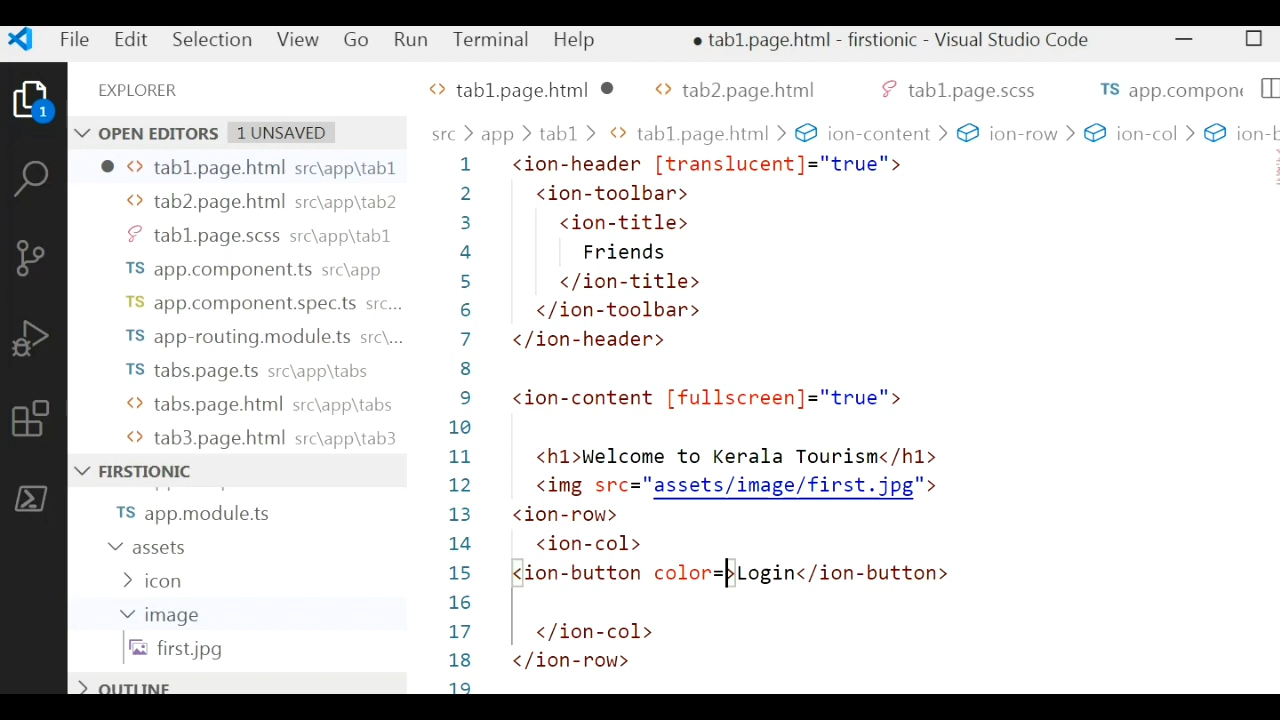 File Edit Selection View Go Run Terminal Help ● tab1.page.html - firstionic - Visual Studio Code
EXPLORER
1
OPEN EDITORS 1 UNSAVED
tab1.page.html src\app\tab1
tab2.page.html src\app\tab2
tab1.page.scss src\app\tab1
TS app.component.ts src\app
TS app.component.spec.ts src...
TS app-routing.module.ts src\...
TS tabs.page.ts src\app\tabs
tabs.page.html src\app\tabs
tab3.page.html src\app\tab3
FIRSTIONIC
TS app.module.ts
assets
icon
image
first.jpg
OUTLINE
<> tab1.page.html ● <> tab2.page.html tab1.page.scss TS app.compone
src > app > tab1 > <> tab1.page.html > ion-content > ion-row > ion-col > ion-b
1 <ion-header [translucent]="true">
2 <ion-toolbar>
3 <ion-title>
4 Friends
5 </ion-title>
6 </ion-toolbar>
7 </ion-header>
8
9 <ion-content [fullscreen]="true">
10
11 <h1>Welcome to Kerala Tourism</h1>
12 <img src="assets/image/first.jpg">
13 <ion-row>
14 <ion-col>
15 <ion-button color=>Login</ion-button>
16
17 </ion-col>
18 </ion-row>
19